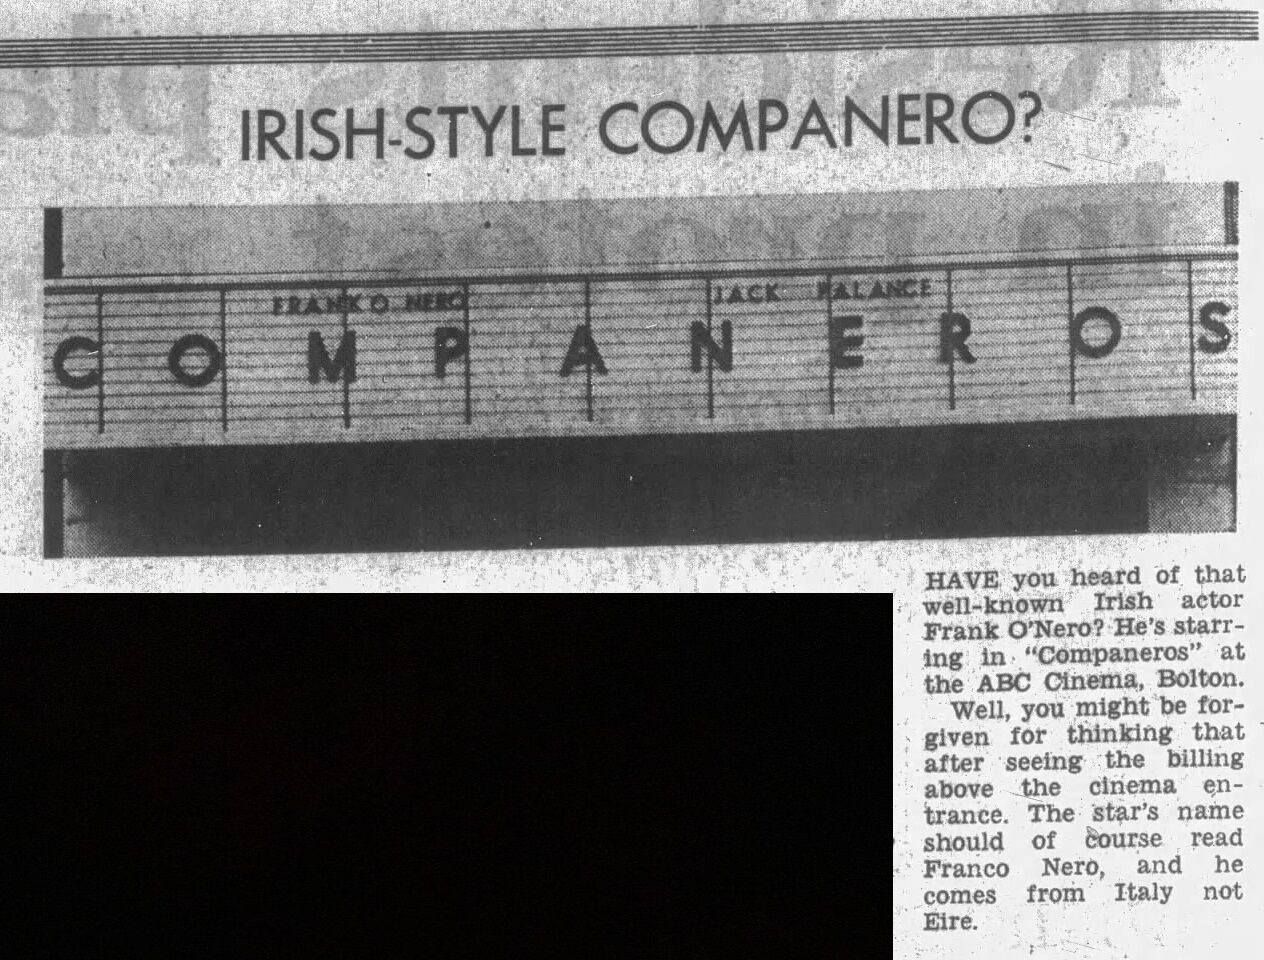 IRISH-STYLE COMPANERO?
FRANK O NERO JACK PALANCE
COMPANEROS
HAVE you heard of that
well-known Irish actor
Frank O'Nero? He's starr-
ing in "Companeros" at
the ABC Cinema, Bolton.
Well, you might be for-
given for thinking that
after seeing the billing
above the cinema en-
trance. The star's name
should of course read
Franco Nero, and he
comes from Italy not
Eire.